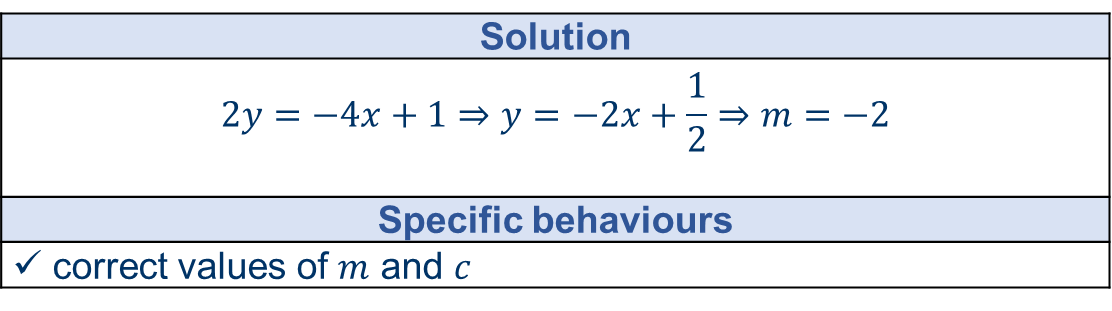 Solution
2y = −4x + 1 ⇒ y = −2x + 1/2 ⇒ m = −2
Specific behaviours
✓ correct values of m and c